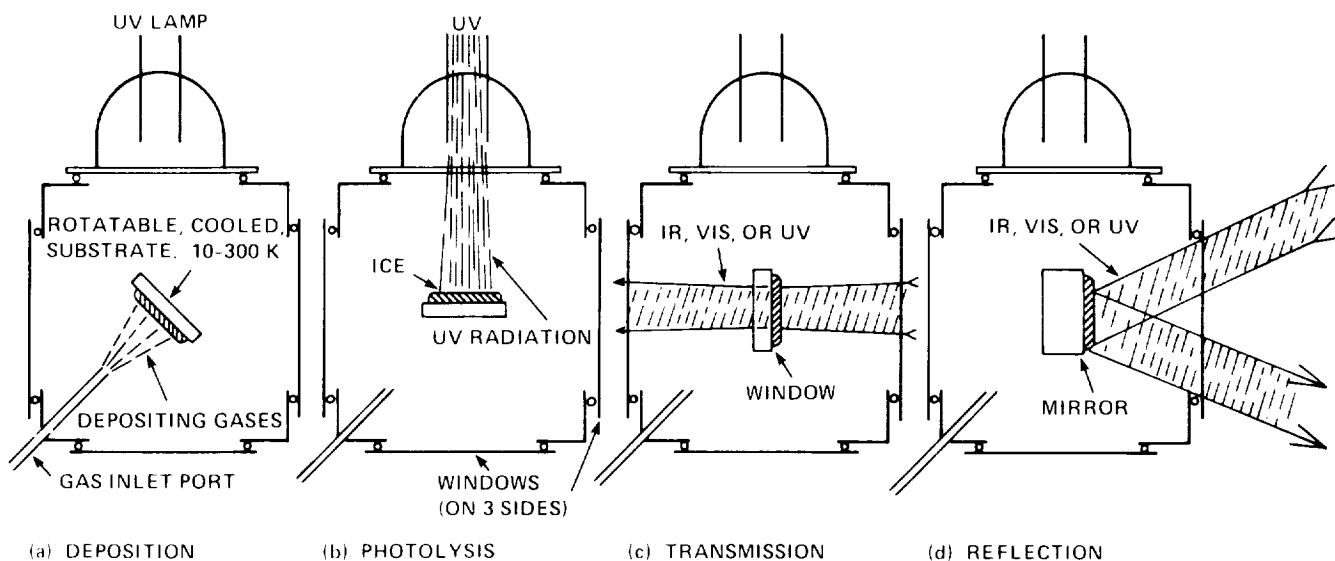 UV LAMP
ROTATABLE, COOLED,
SUBSTRATE, 10-300 K
DEPOSITING GASES
GAS INLET PORT
(a) DEPOSITION
UV
ICE
UV RADIATION
WINDOWS
(ON 3 SIDES)
(b) PHOTOLYSIS
IR, VIS, OR UV
WINDOW
(c) TRANSMISSION
IR, VIS, OR UV
MIRROR
(d) REFLECTION